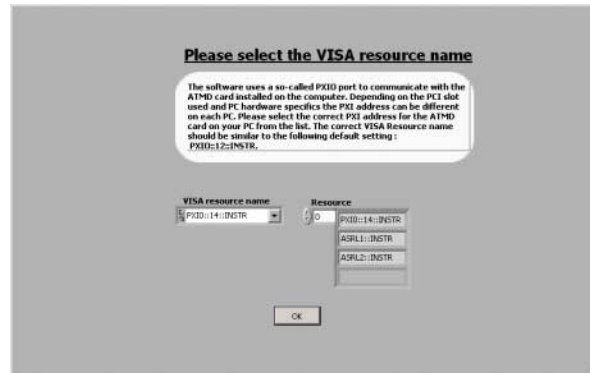 Please select the VISA resource name
The software uses a so-called PXI0 port to communicate with the
ATMD card installed on the computer. Depending on the PCI slot
used and PC hardware specifics the PXI address can be different
on each PC. Please select the correct PXI address for the ATMD
card on your PC from the list. The correct VISA Resource name
should be similar to the following default setting :
PXI0::12::INSTR.
VISA resource name Resource
PXI0::14::INSTR 0 PXI0::14::INSTR
ASRL1::INSTR
ASRL2::INSTR
OK